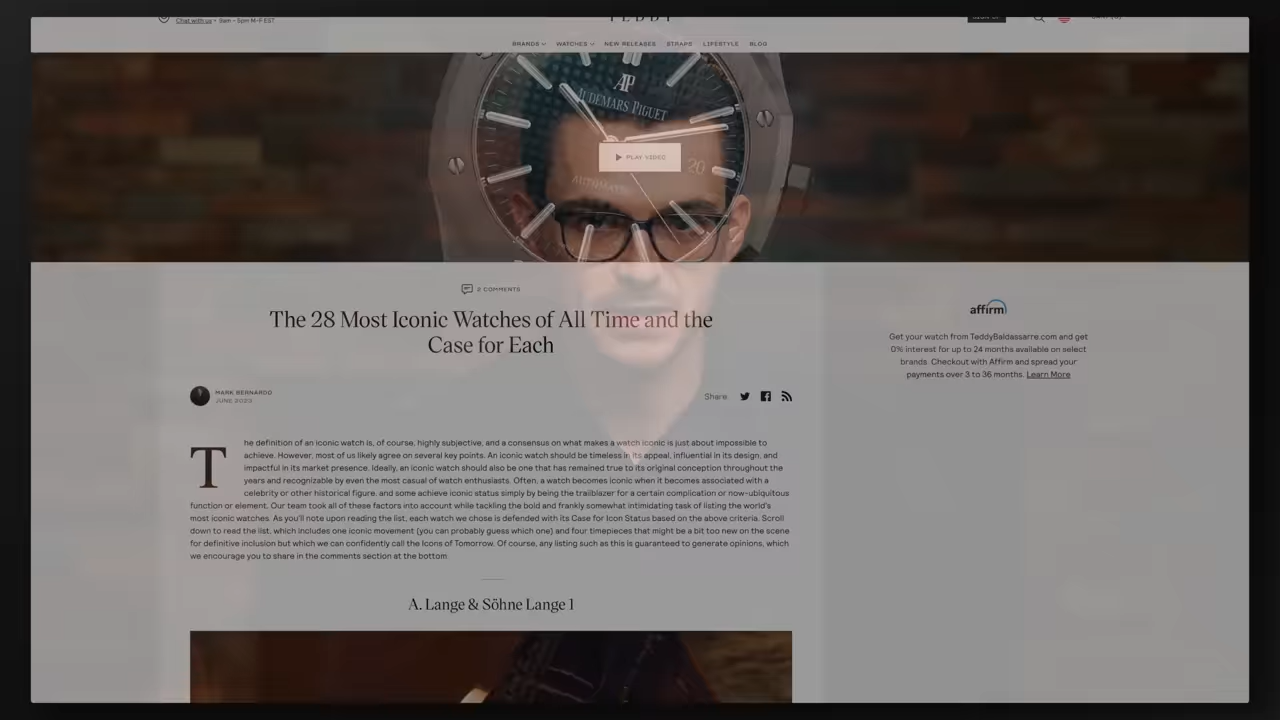 Chat with us • 9am – 5pm M-F EST
TEDDY
BRANDS
WATCHES
NEW RELEASES
STRAPS
LIFESTYLE
BLOG
AP
AUDEMARS PIGUET
PLAY VIDEO
20
AUTOMATIC
2 COMMENTS
The 28 Most Iconic Watches of All Time and the
Case for Each
MARK BERNARDO
JUNE 2023
Share
affirm
Get your watch from TeddyBaldassarre.com and get
0% interest for up to 24 months available on select
brands. Checkout with Affirm and spread your
payments over 3 to 36 months. Learn More
The definition of an iconic watch is, of course, highly subjective, and a consensus on what makes a watch iconic is just about impossible to
achieve. However, most of us likely agree on several key points. An iconic watch should be timeless in its appeal, influential in its design, and
impactful in its market presence. Ideally, an iconic watch should also be one that has remained true to its original conception throughout the
years and recognizable by even the most casual of watch enthusiasts. Often, a watch becomes iconic when it becomes associated with a
celebrity or other historical figure, and some achieve iconic status simply by being the trailblazer for a certain complication or now-ubiquitous
function or element. Our team took all of these factors into account while tackling the bold and frankly somewhat intimidating task of listing the world's
most iconic watches. As you'll note upon reading the list, each watch we chose is defended with its Case for Icon Status based on the above criteria. Scroll
down to read the list, which includes one iconic movement (you can probably guess which one) and four timepieces that might be a bit too new on the scene
for definitive inclusion but which we can confidently call the Icons of Tomorrow. Of course, any listing such as this is guaranteed to generate opinions, which
we encourage you to share in the comments section at the bottom.
A. Lange & Söhne Lange 1